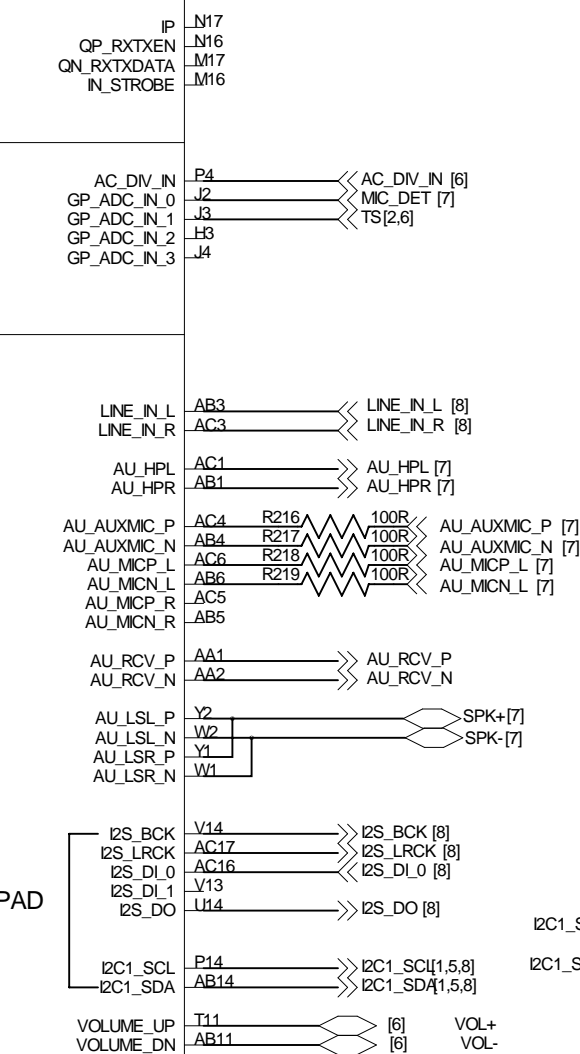 IP N17
QP_RXTXEN N16
QN_RXTXDATA M17
IN_STROBE M16
AC_DIV_IN P4 AC_DIV_IN [6]
GP_ADC_IN_0 J2 MIC_DET [7]
GP_ADC_IN_1 J3 TS[2,6]
GP_ADC_IN_2 H3
GP_ADC_IN_3 J4
LINE_IN_L AB3 LINE_IN_L [8]
LINE_IN_R AC3 LINE_IN_R [8]
AU_HPL AC1 AU_HPL [7]
AU_HPR AB1 AU_HPR [7]
AU_AUXMIC_P AC4 R216 100R AU_AUXMIC_P [7]
AU_AUXMIC_N AB4 R217 100R AU_AUXMIC_N [7]
AU_MICP_L AC6 R218 100R AU_MICP_L [7]
AU_MICN_L AB6 R219 100R AU_MICN_L [7]
AU_MICP_R AC5
AU_MICN_R AB5
AU_RCV_P AA1 AU_RCV_P
AU_RCV_N AA2 AU_RCV_N
AU_LSL_P Y2 SPK+[7]
AU_LSL_N W2 SPK-[7]
AU_LSR_P Y1
AU_LSR_N W1
I2S_BCK V14 I2S_BCK [8]
I2S_LRCK AC17 I2S_LRCK [8]
I2S_DI_0 AC16 I2S_DI_0 [8]
I2S_DI_1 V13
PAD
I2S_DO U14 I2S_DO [8]
I2C1_S
I2C1_SCL P14 I2C1_SCL[1,5,8] I2C1_S
I2C1_SDA AB14 I2C1_SDA[1,5,8]
VOLUME_UP T11 [6] VOL+
VOLUME_DN AB11 [6] VOL-